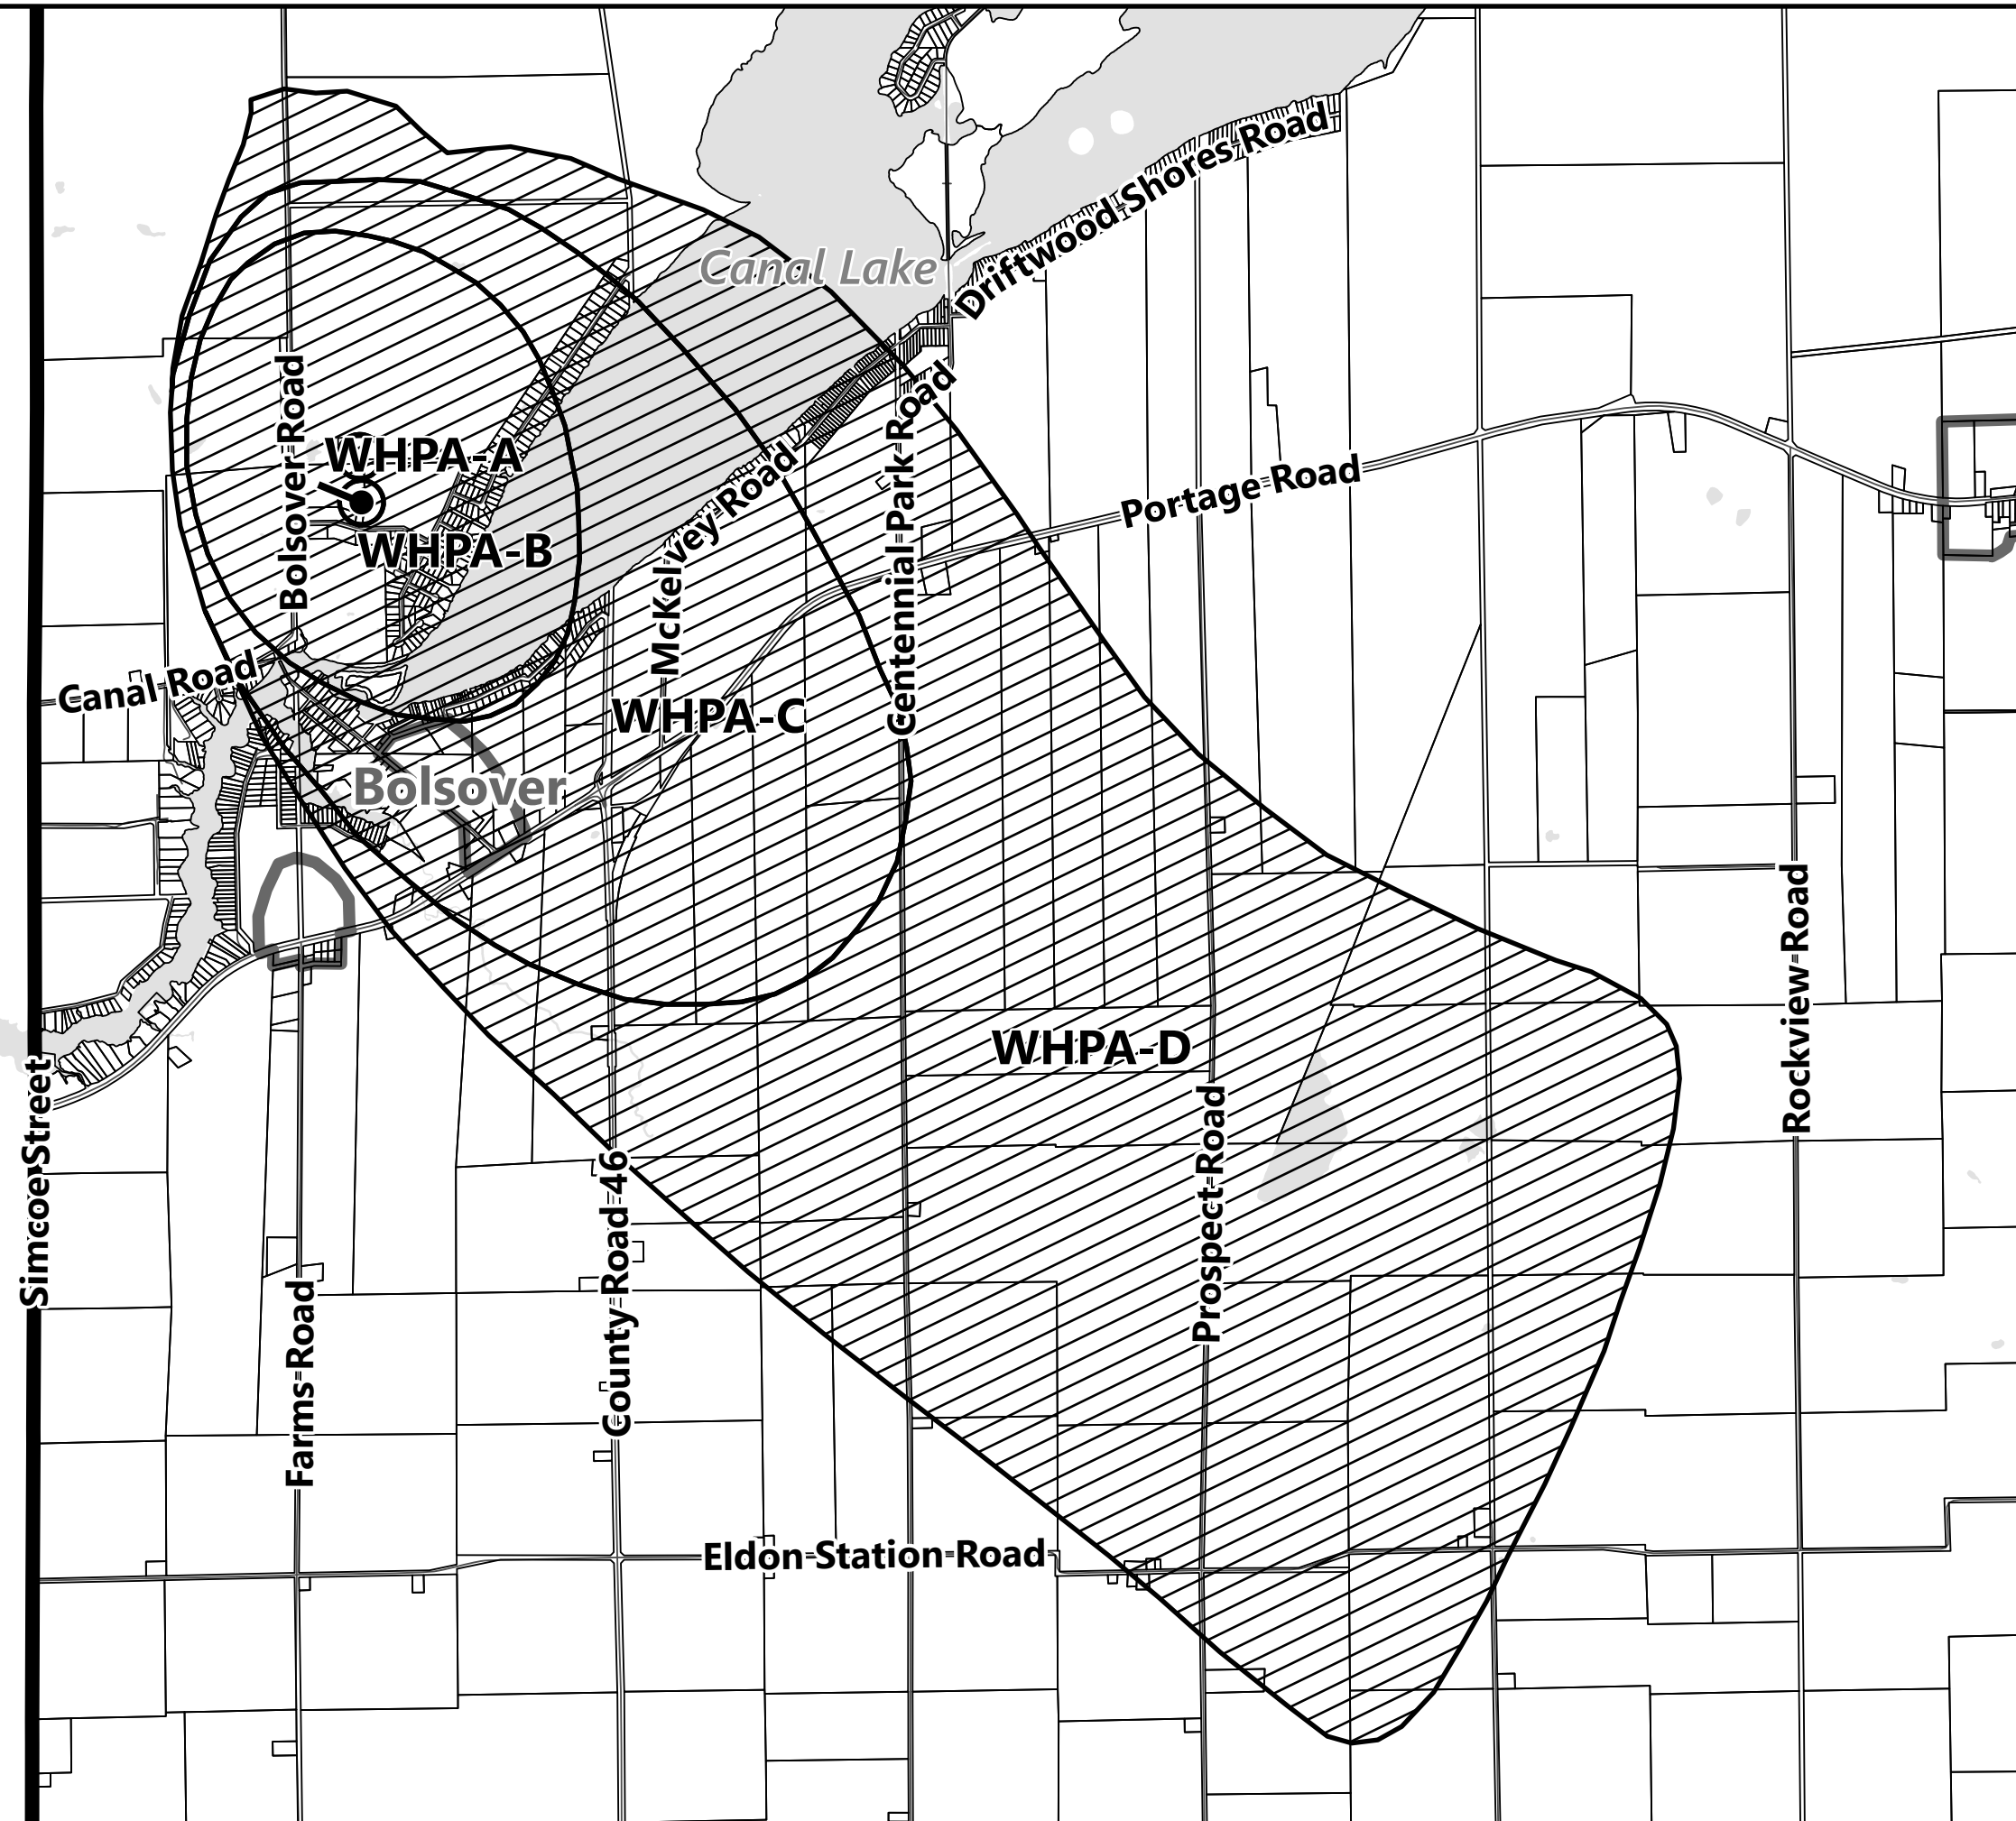 Driftwood Shores Road
Canal Lake
Bolsover Road
Centennial Park Road
WHPA-A
McKelvey Road
Portage Road
WHPA-B
Canal Road
WHPA-C
Bolsover
Rockview Road
WHPA-D
Simcoe Street
Prospect Road
County Road 46
Farms Road
Eldon Station Road